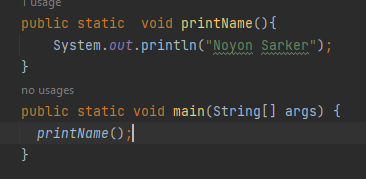 1 usage
public static  void printName(){
    System.out.println("Noyon Sarker");
}
no usages
public static void main(String[] args) {
  printName();
}